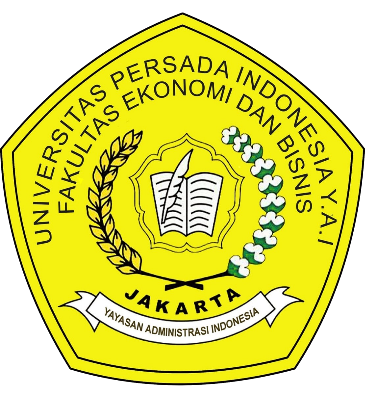 UNIVERSITAS PERSADA INDONESIA Y.A.I
FAKULTAS EKONOMI DAN BISNIS
JAKARTA
YAYASAN ADMINISTRASI INDONESIA